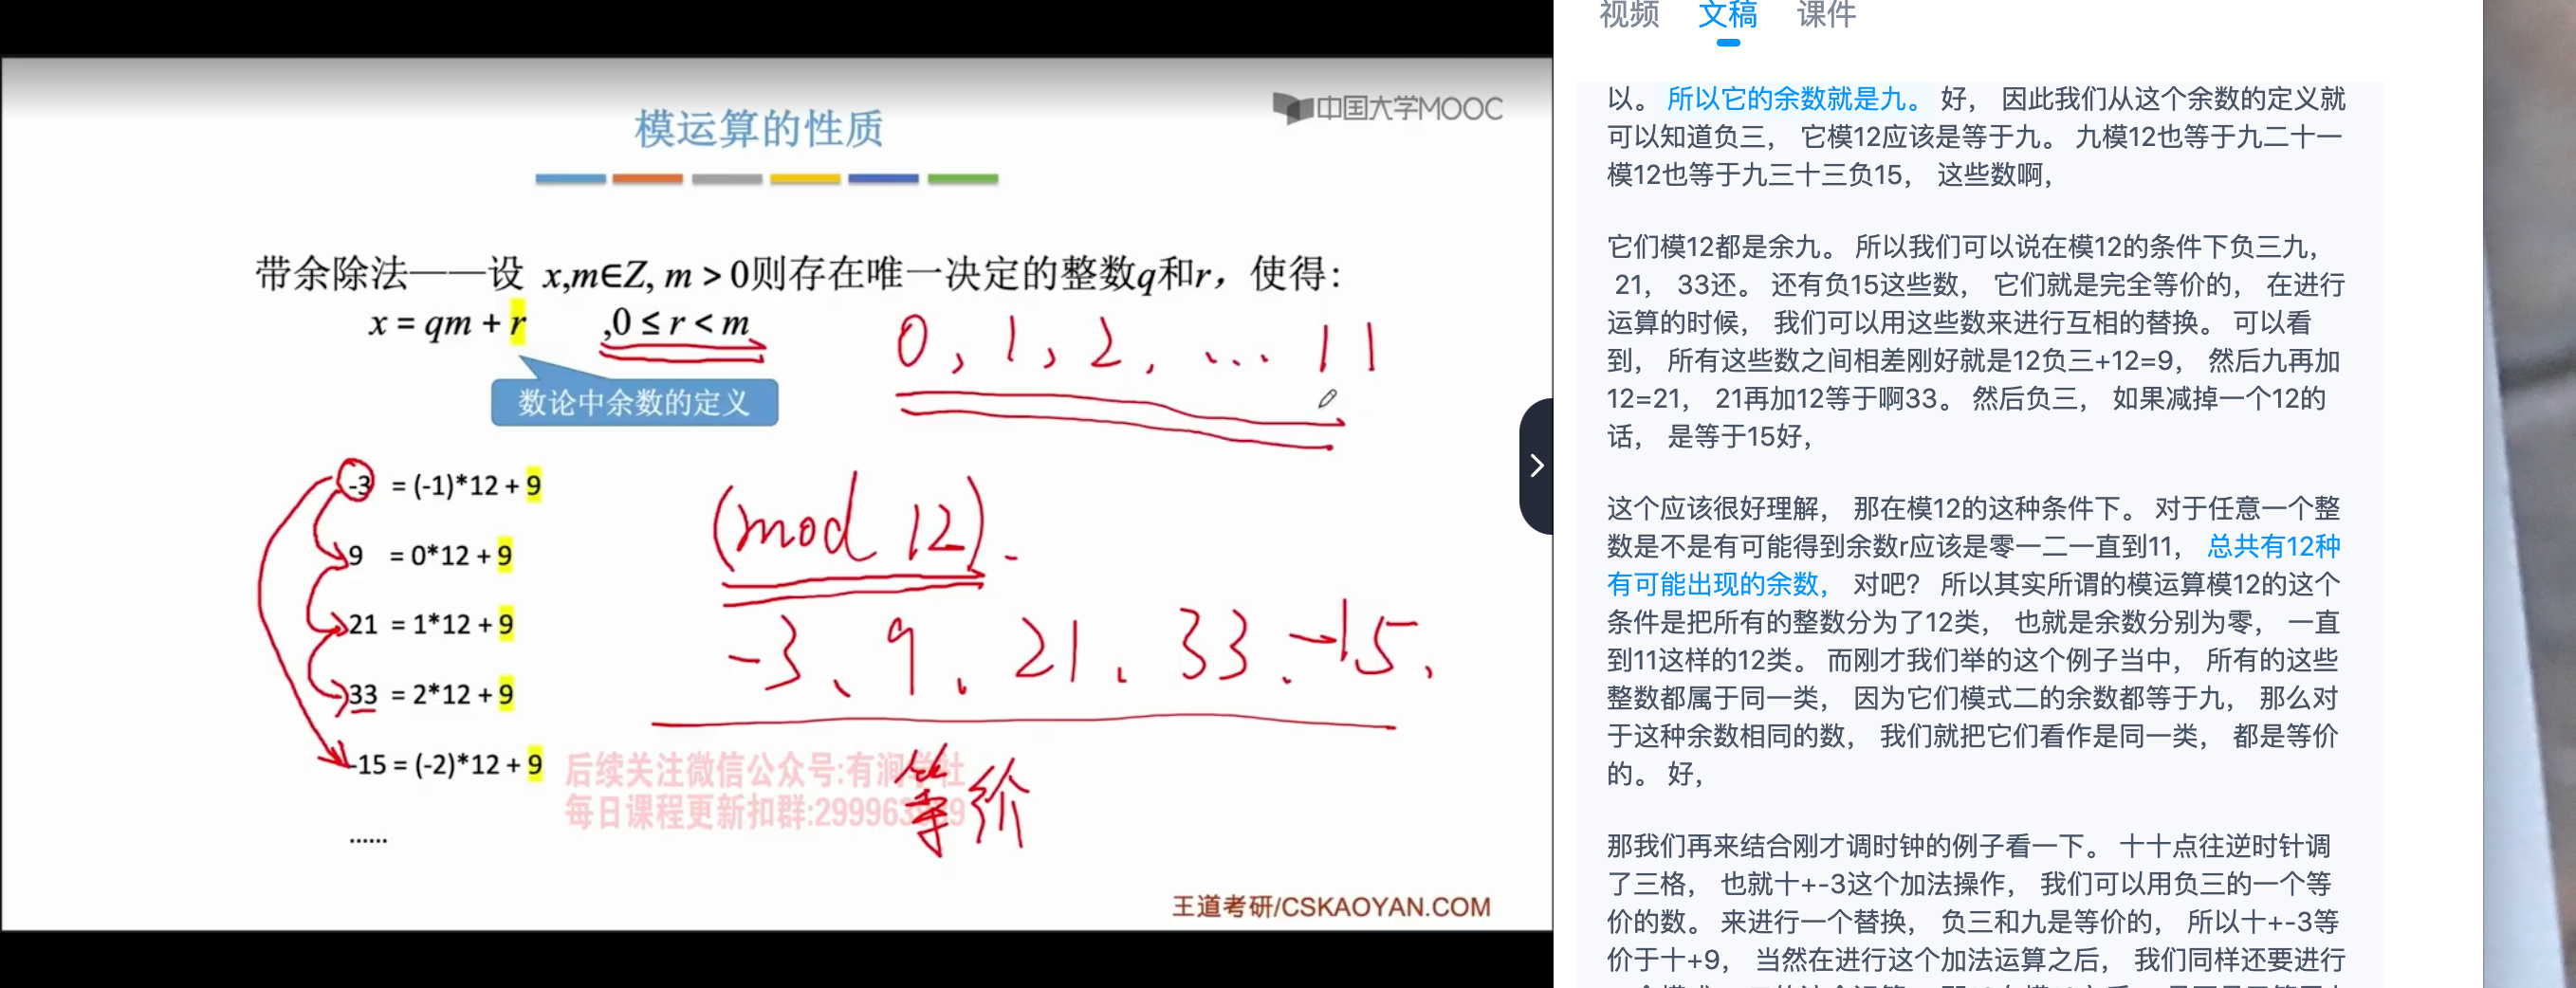 模运算的性质
中国大学MOOC
带余除法——设 x,m∈Z, m > 0则存在唯一决定的整数q和r，使得：
x = qm + r ,0 ≤ r < m
0, 1, 2, ... 11
数论中余数的定义
-3 = (-1)*12 + 9
9 = 0*12 + 9
21 = 1*12 + 9
33 = 2*12 + 9
-15 = (-2)*12 + 9
......
(mod 12).
-3、9、21、33、-15、
等价
后续关注微信公众号:有涧学社
每日课程更新扣群:29996
王道考研/CSKAOYAN.COM
视频 文稿 课件
以。 所以它的余数就是九。 好， 因此我们从这个余数的定义就
可以知道负三， 它模12应该是等于九。 九模12也等于九二十一
模12也等于九三十三负15， 这些数啊，
它们模12都是余九。 所以我们可以说在模12的条件下负三九，
21， 33还。 还有负15这些数， 它们就是完全等价的， 在进行
运算的时候， 我们可以用这些数来进行互相的替换。 可以看
到， 所有这些数之间相差刚好就是12负三+12=9， 然后九再加
12=21， 21再加12等于啊33。 然后负三， 如果减掉一个12的
话， 是等于15好，
这个应该很好理解， 那在模12的这种条件下。 对于任意一个整
数是不是有可能得到余数r应该是零一二一直到11， 总共有12种
有可能出现的余数， 对吧？ 所以其实所谓的模运算模12的这个
条件是把所有的整数分为了12类， 也就是余数分别为零， 一直
到11这样的12类。 而刚才我们举的这个例子当中， 所有的这些
整数都属于同一类， 因为它们模式二的余数都等于九， 那么对
于这种余数相同的数， 我们就把它们看作是同一类， 都是等价
的。 好，
那我们再来结合刚才调时钟的例子看一下。 十十点往逆时针调
了三格， 也就十+-3这个加法操作， 我们可以用负三的一个等
价的数。 来进行一个替换， 负三和九是等价的， 所以十+-3等
价于十+9， 当然在进行这个加法运算之后， 我们同样还要进行